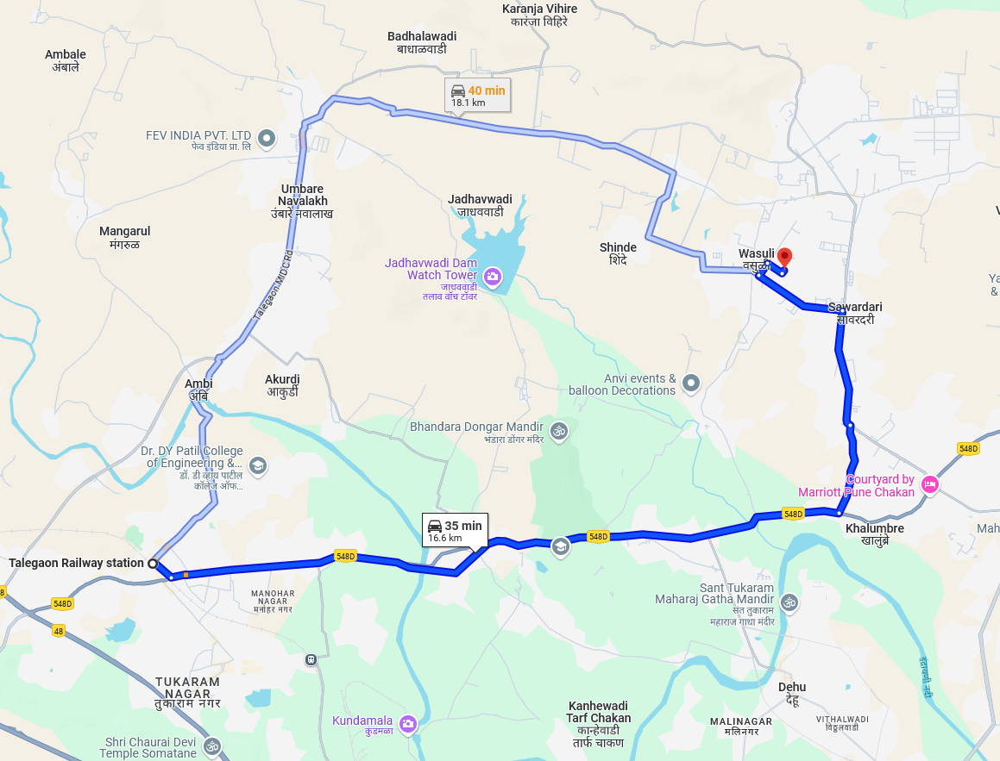 Karanja Vihire
कारंजा विहिरे
Badhalawadi
बाधाळवाडी
Ambale
अंबाले
40 min
18.1 km
FEV INDIA PVT. LTD
फेव इंडिया प्रा. लि
Umbare
Navalakh
उंबारे नवालाख
Jadhavwadi
जाधववाडी
Mangarul
मंगरुळ
Shinde
शिंदे
Wasuli
वसुळी
Jadhavwadi Dam
Watch Tower
जाधववाडी
तलाव वॉच टॉवर
Talegaon MIDC Rd
Sawardari
सावरदरी
Akurdi
आकुर्डी
Ambi
अंबि
Anvi events &
balloon Decorations
Bhandara Dongar Mandir
भंडारा डोंगर मंदिर
548D
Dr. DY Patil College
of Engineering &...
डॉ. डी व्हाय पाटील
कॉलेज ऑफ...
Courtyard by
Marriott Pune Chakan
548D
Khalumbre
खालुंब्रे
Mah
35 min
16.6 km
548D
548D
Talegaon Railway station
MANOHAR
NAGAR
मनोहर नगर
Sant Tukaram
Maharaj Gatha Mandir
संत तुकाराम
महाराज गाथा मंदीर
8
548D
48
TUKARAM
NAGAR
तुकाराम नगर
Dehu
देहू
Kanhewadi
Tarf Chakan
कान्हेवाडी
तार्फ चाकण
Kundamala
कुंडमळा
MALINAGAR
मलिनगर
VITHALWADI
विठ्ठलवाडी
Shri Chaurai Devi
Temple Somatane